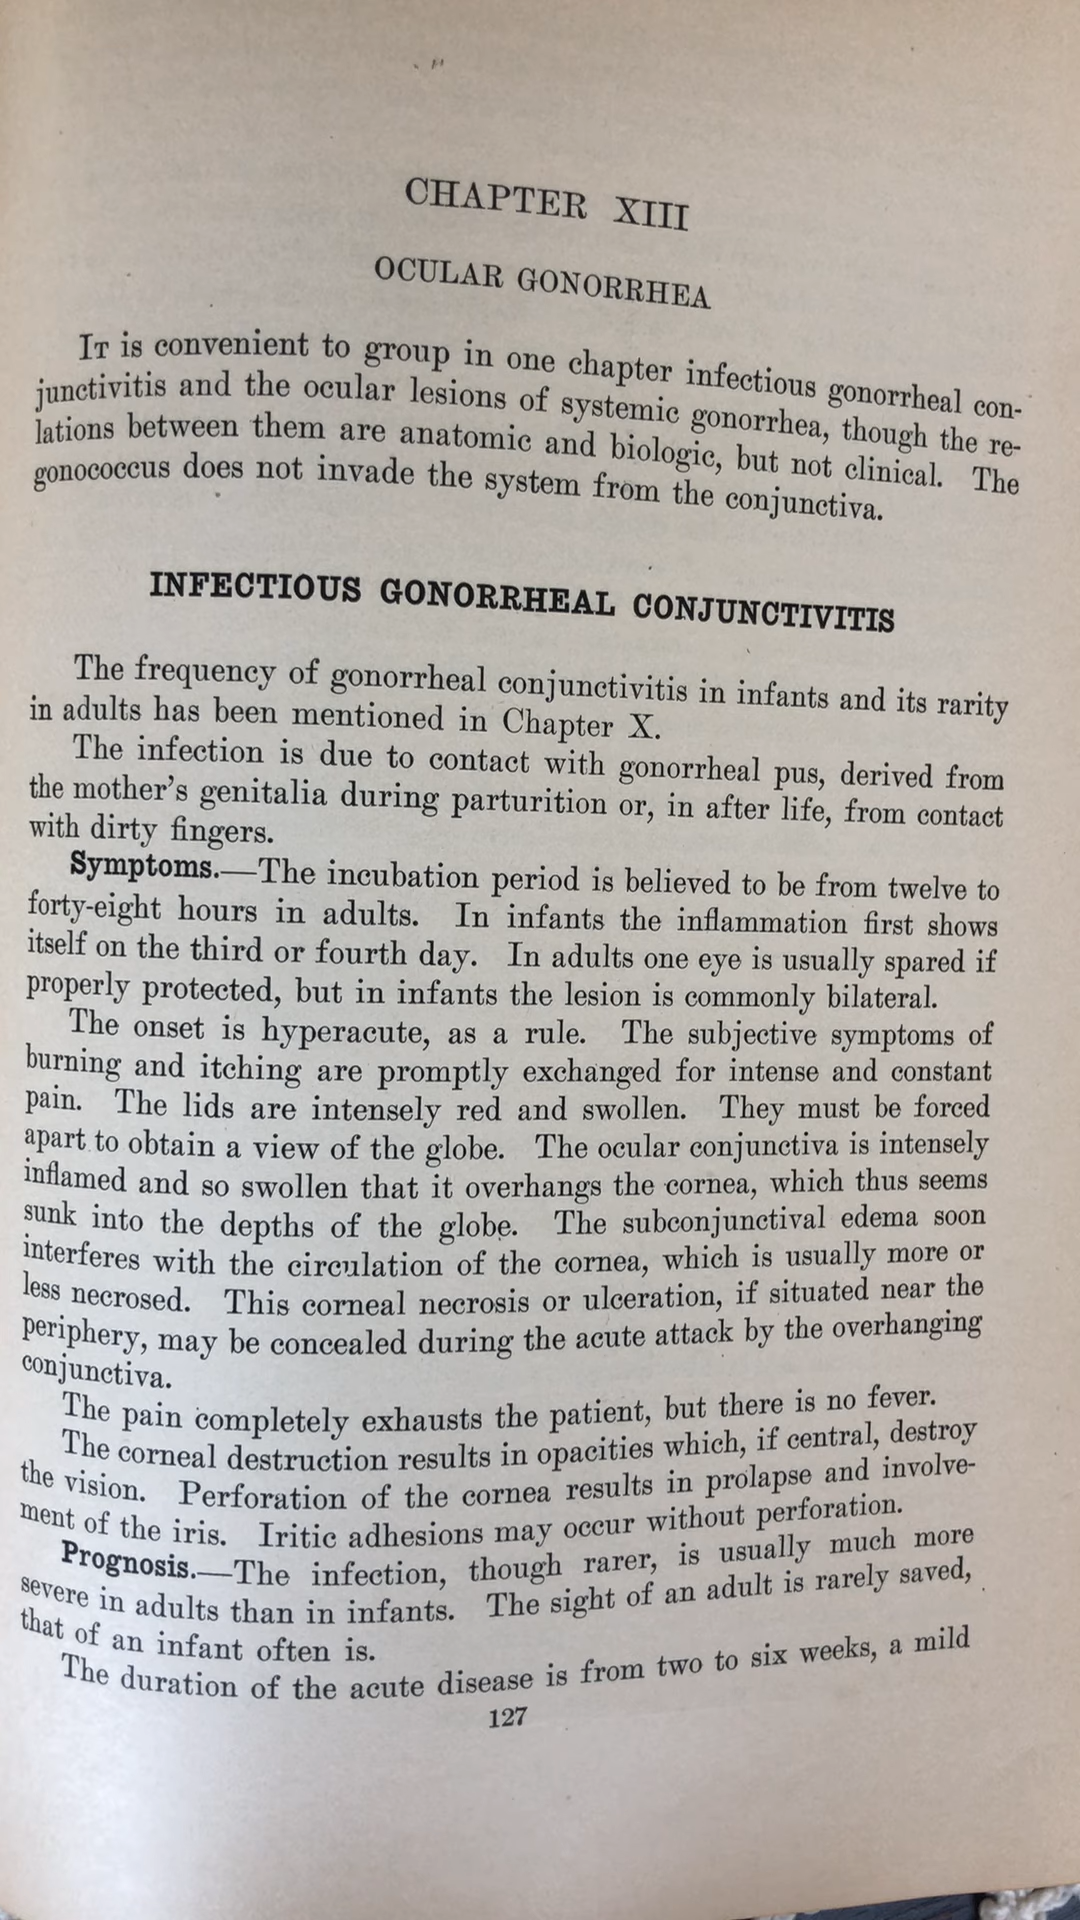 CHAPTER XIII
OCULAR GONORRHEA
It is convenient to group in one chapter infectious gonorrheal con-
junctivitis and the ocular lesions of systemic gonorrhea, though the re-
lations between them are anatomic and biologic, but not clinical. The
gonococcus does not invade the system from the conjunctiva.
INFECTIOUS GONORRHEAL CONJUNCTIVITIS
The frequency of gonorrheal conjunctivitis in infants and its rarity
in adults has been mentioned in Chapter X.
The infection is due to contact with gonorrheal pus, derived from
the mother's genitalia during parturition or, in after life, from contact
with dirty fingers.
Symptoms.—The incubation period is believed to be from twelve to
forty-eight hours in adults. In infants the inflammation first shows
itself on the third or fourth day. In adults one eye is usually spared if
properly protected, but in infants the lesion is commonly bilateral.
The onset is hyperacute, as a rule. The subjective symptoms of
burning and itching are promptly exchanged for intense and constant
pain. The lids are intensely red and swollen. They must be forced
apart to obtain a view of the globe. The ocular conjunctiva is intensely
inflamed and so swollen that it overhangs the cornea, which thus seems
sunk into the depths of the globe. The subconjunctival edema soon
interferes with the circulation of the cornea, which is usually more or
less necrosed. This corneal necrosis or ulceration, if situated near the
periphery, may be concealed during the acute attack by the overhanging
conjunctiva.
The pain completely exhausts the patient, but there is no fever.
The corneal destruction results in opacities which, if central, destroy
the vision. Perforation of the cornea results in prolapse and involve-
ment of the iris. Iritic adhesions may occur without perforation.
Prognosis.—The infection, though rarer, is usually much more
severe in adults than in infants. The sight of an adult is rarely saved,
that of an infant often is.
The duration of the acute disease is from two to six weeks, a mild
127